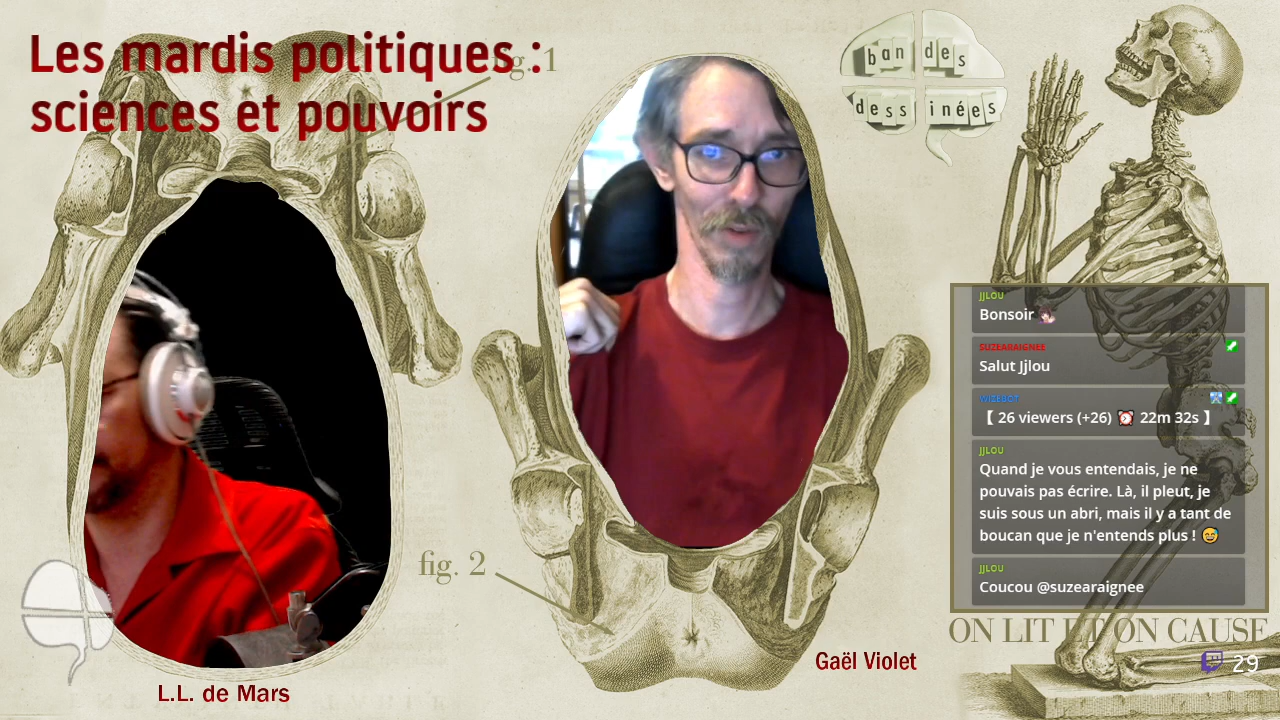 Les mardis politiques :
sciences et pouvoirs
fig. 1
ban des
dess inées
JJLOU
Bonsoir
SUZEARAIGNEE
Salut Jjlou
【 26 viewers (+26) ⏰ 22m 32s 】
JJLOU
Quand je vous entendais, je ne
pouvais pas écrire. Là, il pleut, je
suis sous un abri, mais il y a tant de
boucan que je n'entends plus ! 😅
JJLOU
Coucou @suzearaignee
fig. 2
ON LIT ET ON CAUSE
29
Gaël Violet
L.L. de Mars